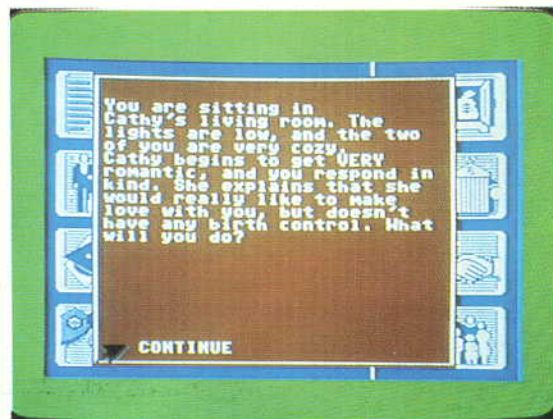 You are sitting in
Cathy's living room. The
lights are low, and the two
of you are very cozy.
Cathy begins to get VERY
romantic, and you respond in
kind. She explains that she
would really like to make
love with you, but doesn't
have any birth control. What
will you do?
CONTINUE